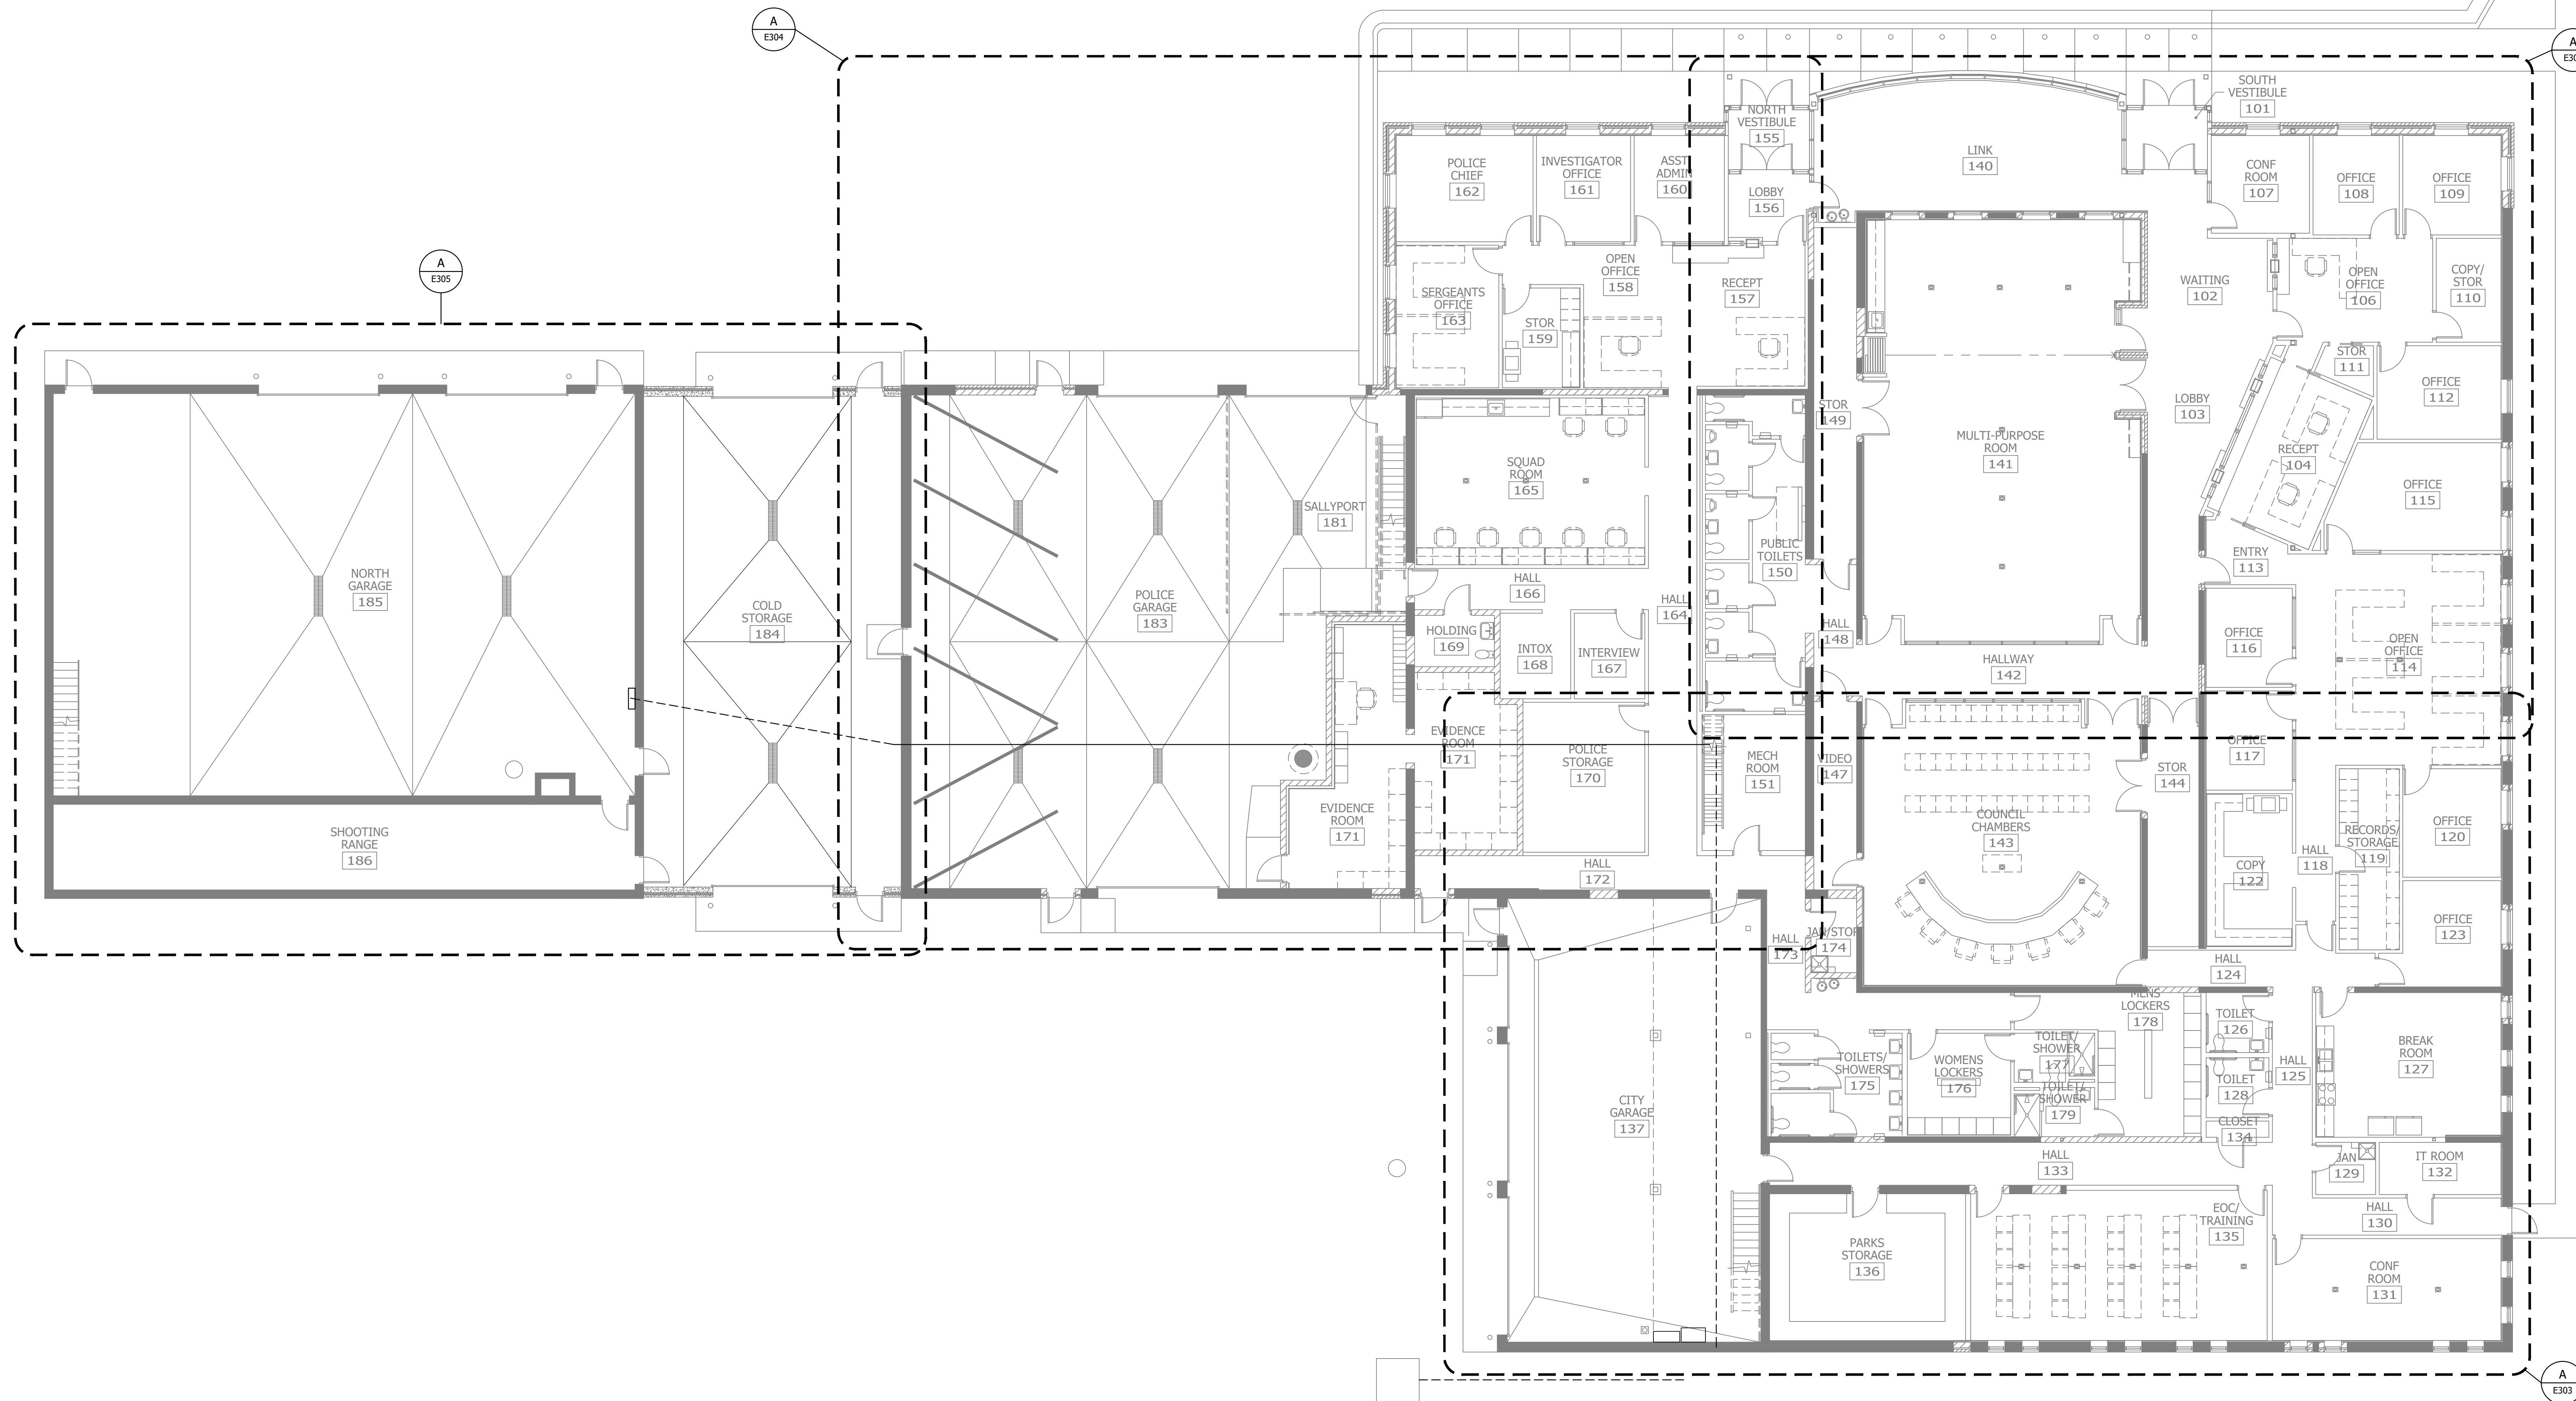 A
E304
A
SOUTH
VESTIBULE
101
NORTH
VESTIBULE
155
LINK
140
POLICE
CHIEF
162
INVESTIGATOR
OFFICE
161
ASST
ADMIN
160
LOBBY
156
CONF
ROOM
107
OFFICE
108
OFFICE
109
A
E305
SERGEANTS
OFFICE
163
OPEN
OFFICE
158
STOR
159
RECEPT
157
WAITING
102
OPEN
OFFICE
106
COPY/
STOR
110
STOR
111
OFFICE
112
STOR
149
MULTI-PURPOSE
ROOM
141
LOBBY
103
RECEPT
104
OFFICE
115
SQUAD
ROOM
165
SALLYPORT
181
PUBLIC
TOILETS
150
ENTRY
113
NORTH
GARAGE
185
COLD
STORAGE
184
POLICE
GARAGE
183
HALL
166
HALL
164
HALL
148
HOLDING
169
INTOX
168
INTERVIEW
167
HALLWAY
142
OFFICE
116
OPEN
OFFICE
114
EVIDENCE
ROOM
171
POLICE
STORAGE
170
MECH
ROOM
151
VIDEO
147
STOR
144
OFFICE
117
SHOOTING
RANGE
186
EVIDENCE
ROOM
171
COUNCIL
CHAMBERS
143
COPY
122
HALL
118
RECORDS/
STORAGE
119
OFFICE
120
HALL
172
HALL
173
JAN/STOR
174
HALL
124
OFFICE
123
MENS
LOCKERS
178
TOILET
126
TOILETS/
SHOWERS
175
WOMENS
LOCKERS
176
TOILET/
SHOWER
177
TOILET/
SHOWER
179
TOILET
128
HALL
125
BREAK
ROOM
127
CITY
GARAGE
137
CLOSET
134
HALL
133
JAN
129
IT ROOM
132
HALL
130
PARKS
STORAGE
136
EOC/
TRAINING
135
CONF
ROOM
131
A
E303